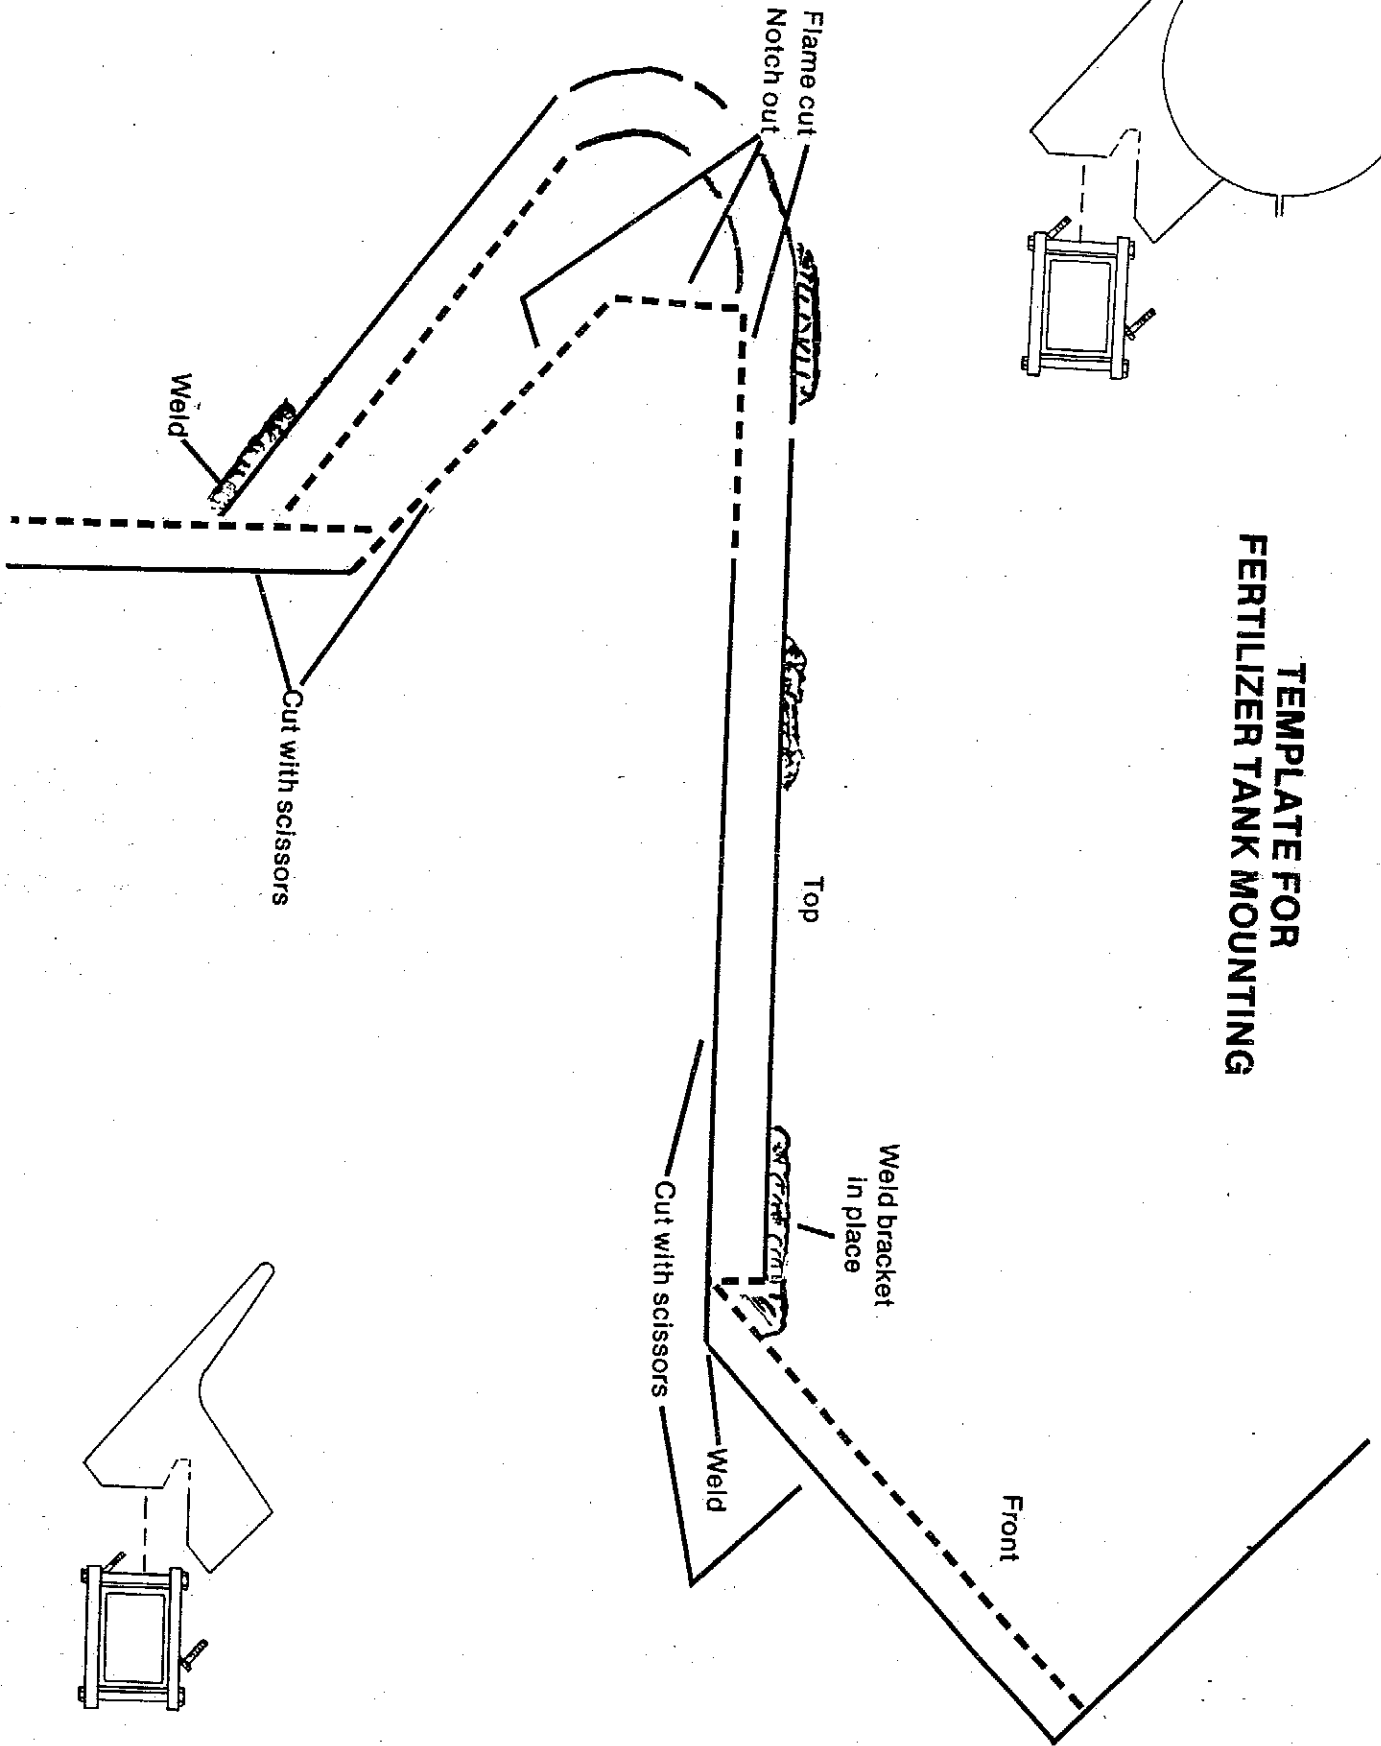 TEMPLATE FOR
FERTILIZER TANK MOUNTING
Flame cut
Notch out
Top
Weld bracket
in place
Front
Weld
Cut with scissors
Weld
Cut with scissors